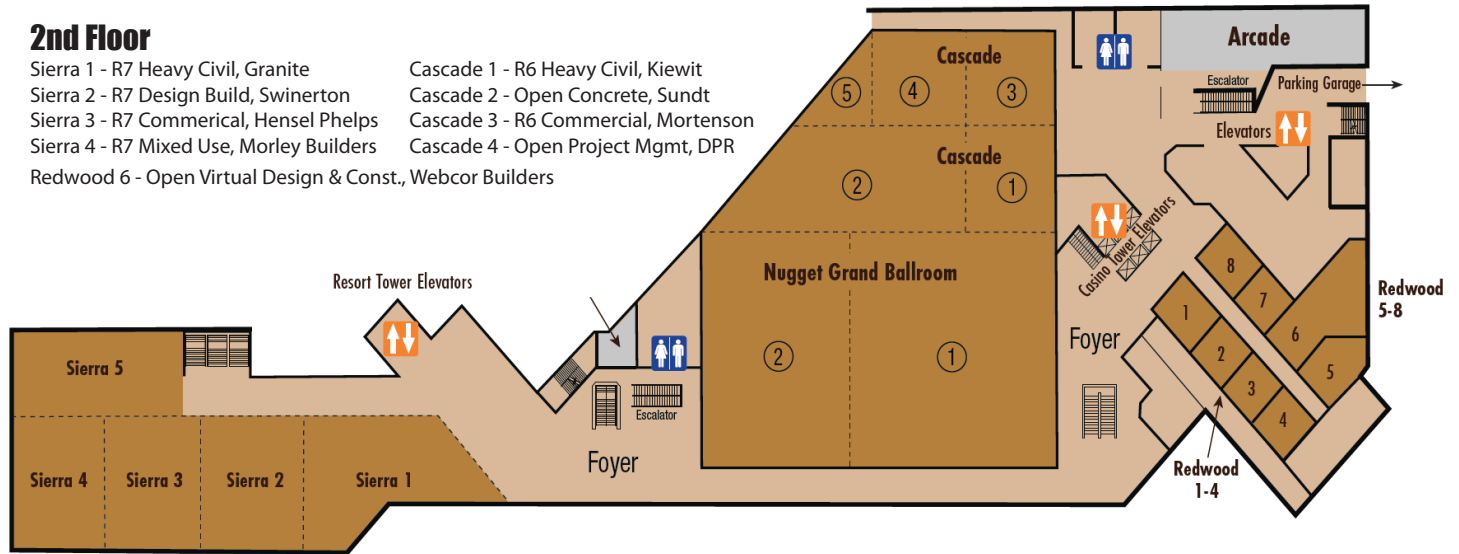 2nd Floor
Sierra 1 - R7 Heavy Civil, Granite
Sierra 2 - R7 Design Build, Swinerton
Sierra 3 - R7 Commerical, Hensel Phelps
Sierra 4 - R7 Mixed Use, Morley Builders
Cascade 1 - R6 Heavy Civil, Kiewit
Cascade 2 - Open Concrete, Sundt
Cascade 3 - R6 Commercial, Mortenson
Cascade 4 - Open Project Mgmt, DPR
Redwood 6 - Open Virtual Design & Const., Webcor Builders
Cascade
5
4
3
Cascade
2
1
Nugget Grand Ballroom
2
1
Arcade
Escalator
Parking Garage
Elevators
Casino Tower Elevators
Resort Tower Elevators
Sierra 5
Sierra 4
Sierra 3
Sierra 2
Sierra 1
Escalator
Foyer
Foyer
8
7
6
5
Redwood
5-8
1
2
3
4
Redwood
1-4